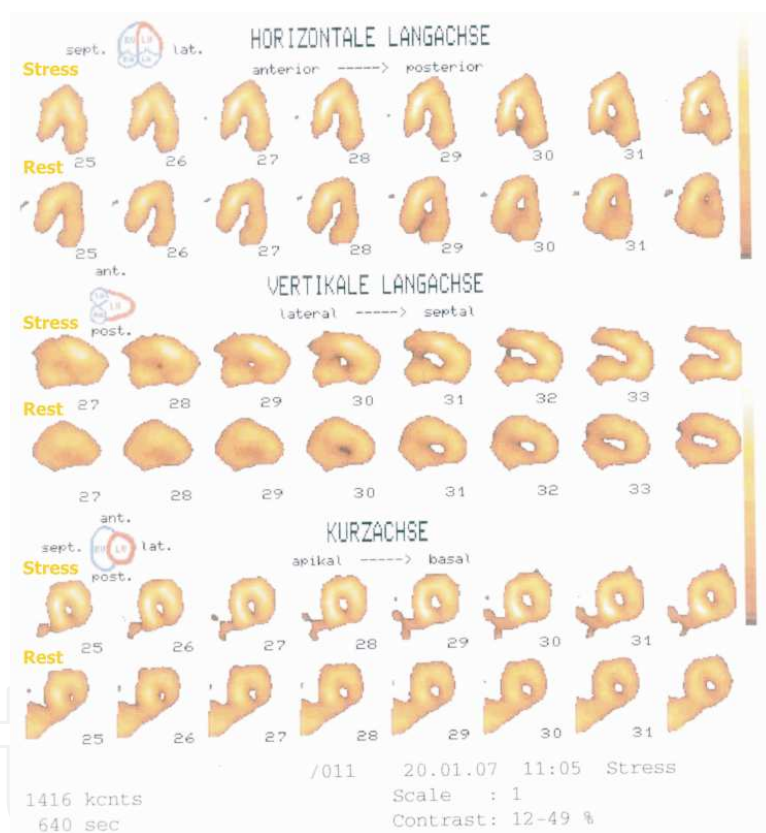 HORIZONTALE LANGACHSE
sept. lat.
Stress
anterior -----> posterior
25 26 27 28 29 30 31
Rest
25 26 27 28 29 30 31
ant.
VERTIKALE LANGACHSE
lateral -----> septal
Stress
post.
27 28 29 30 31 32 33
Rest
27 28 29 30 31 32 33
ant.
KURZACHSE
sept. lat.
apikal -----> basal
Stress
post.
25 26 27 28 29 30 31
Rest
25 26 27 28 29 30 31
/011 20.01.07 11:05 Stress
1416 kcnts Scale : 1
640 sec Contrast: 12-49 %